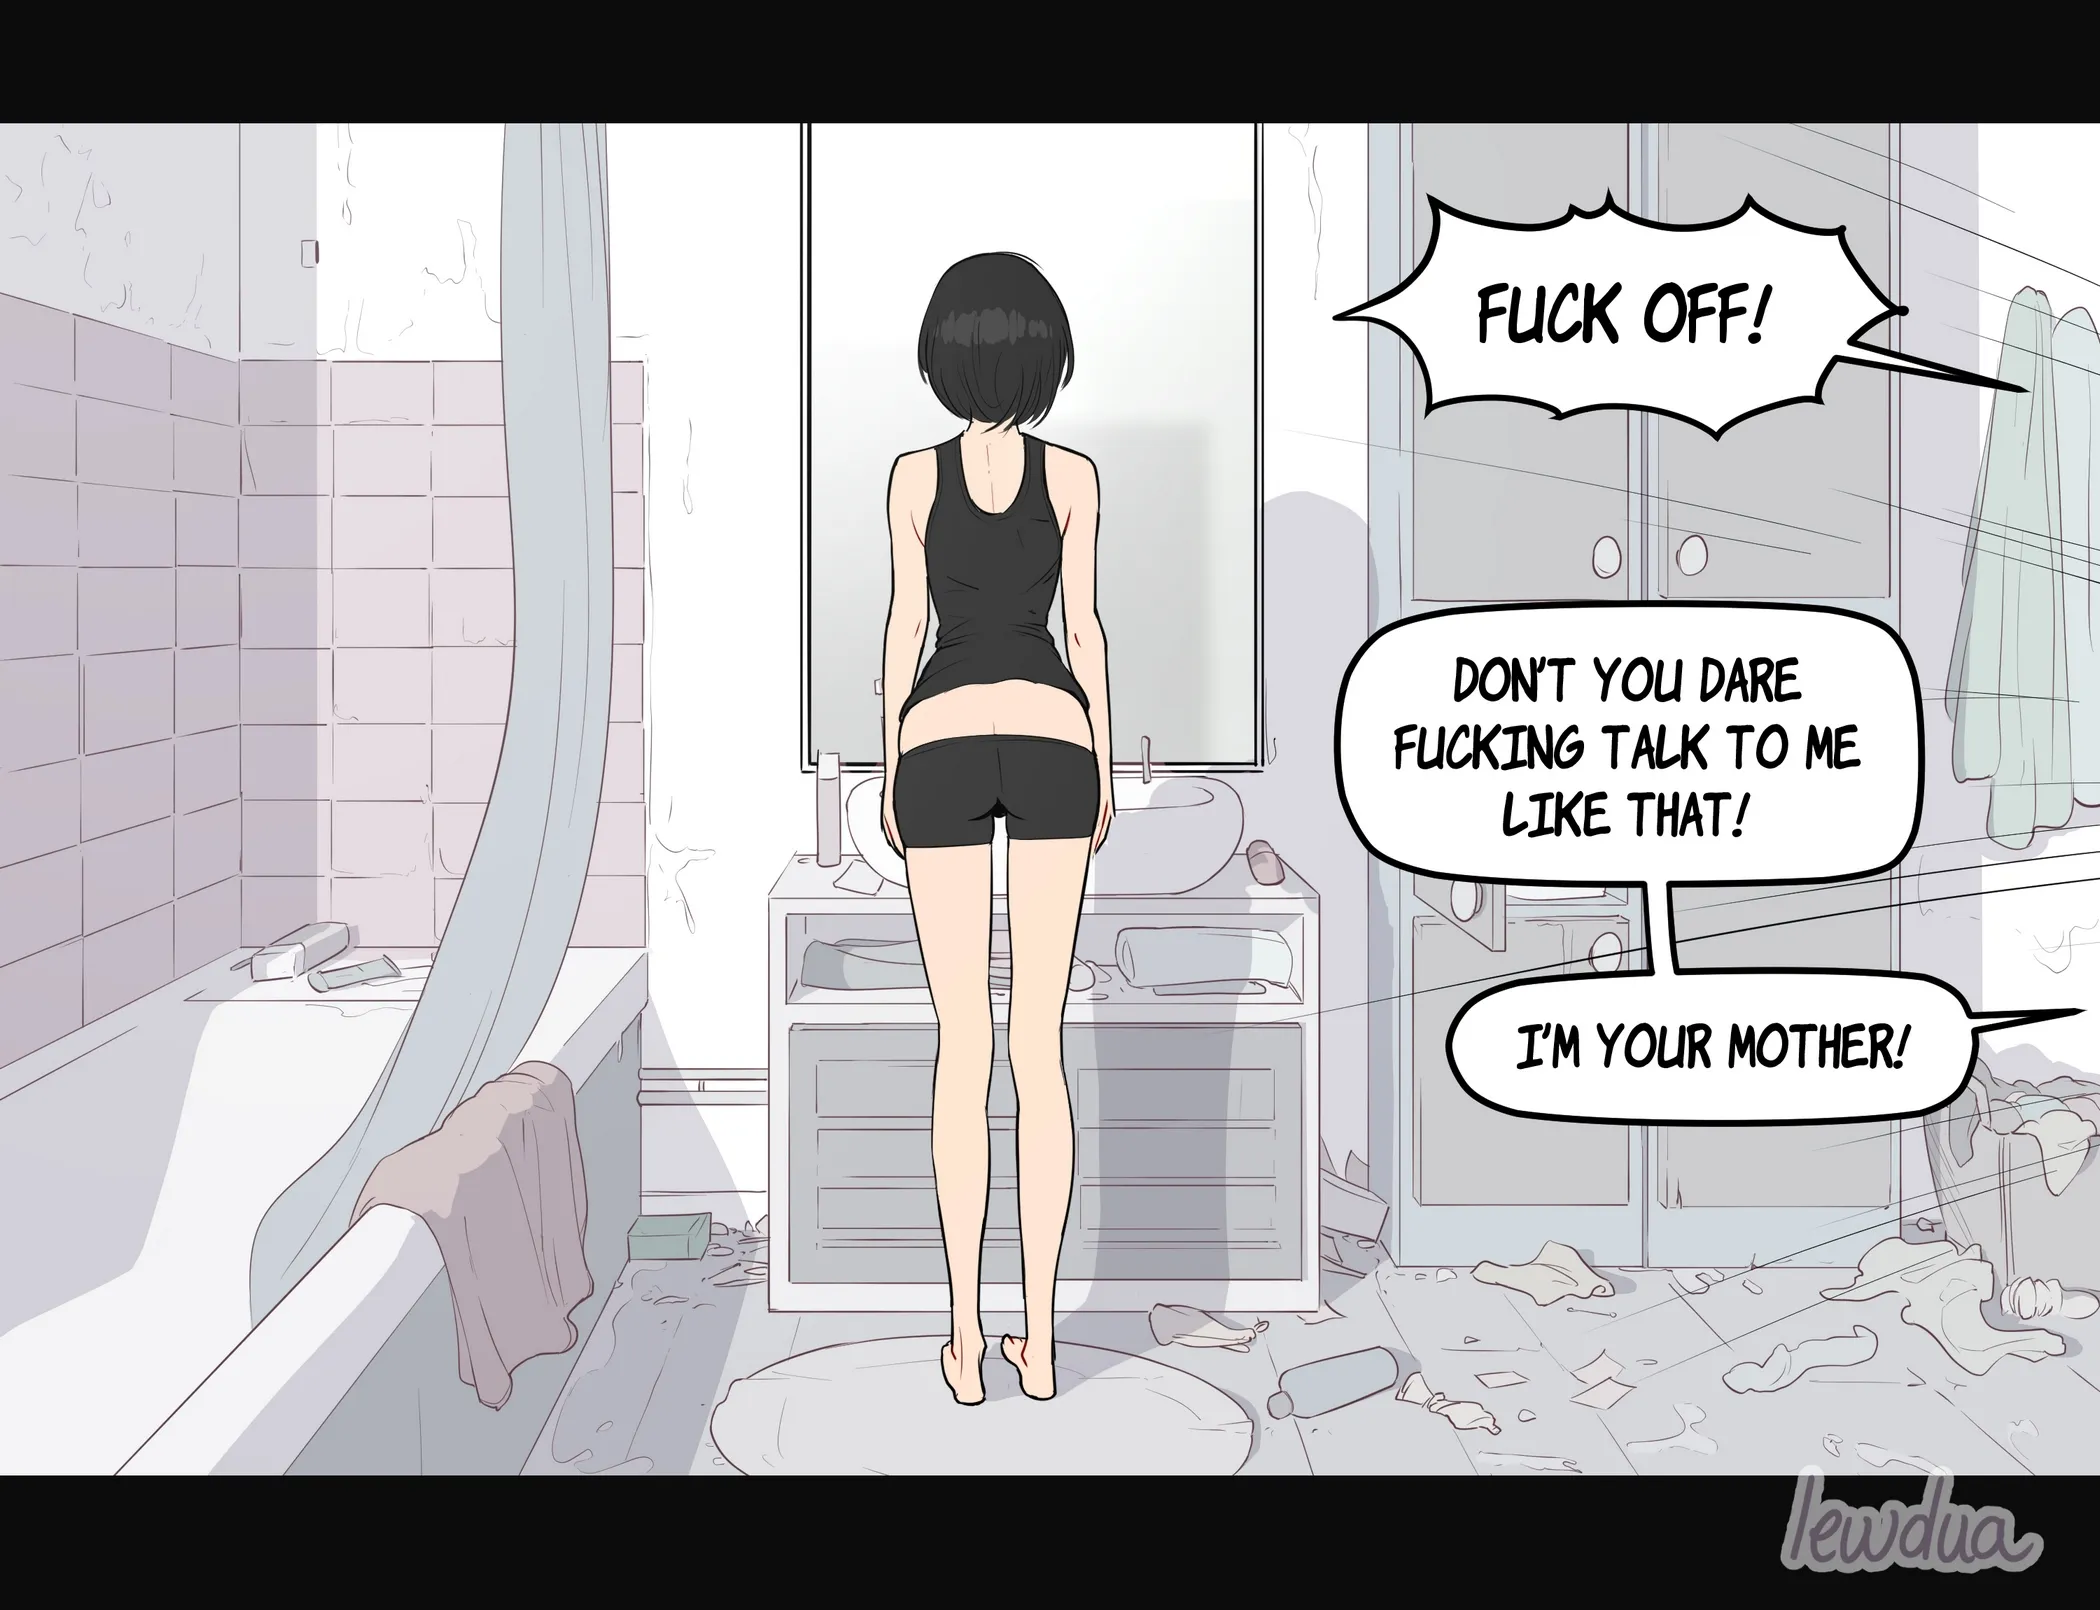 FUCK OFF!
DON'T YOU DARE
FUCKING TALK TO ME
LIKE THAT!
I'M YOUR MOTHER!
lewdua